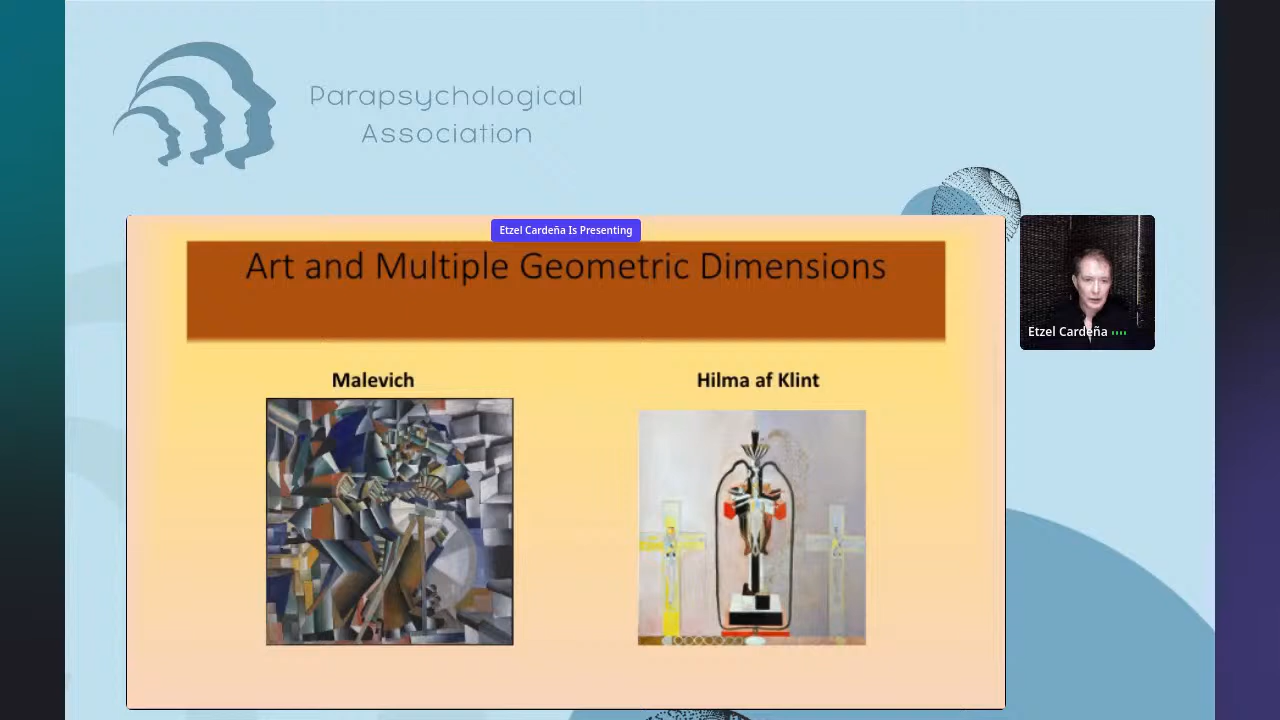 Parapsychological
Association
Etzel Cardeña Is Presenting
Art and Multiple Geometric Dimensions
Malevich
Hilma af Klint
Etzel Cardeña